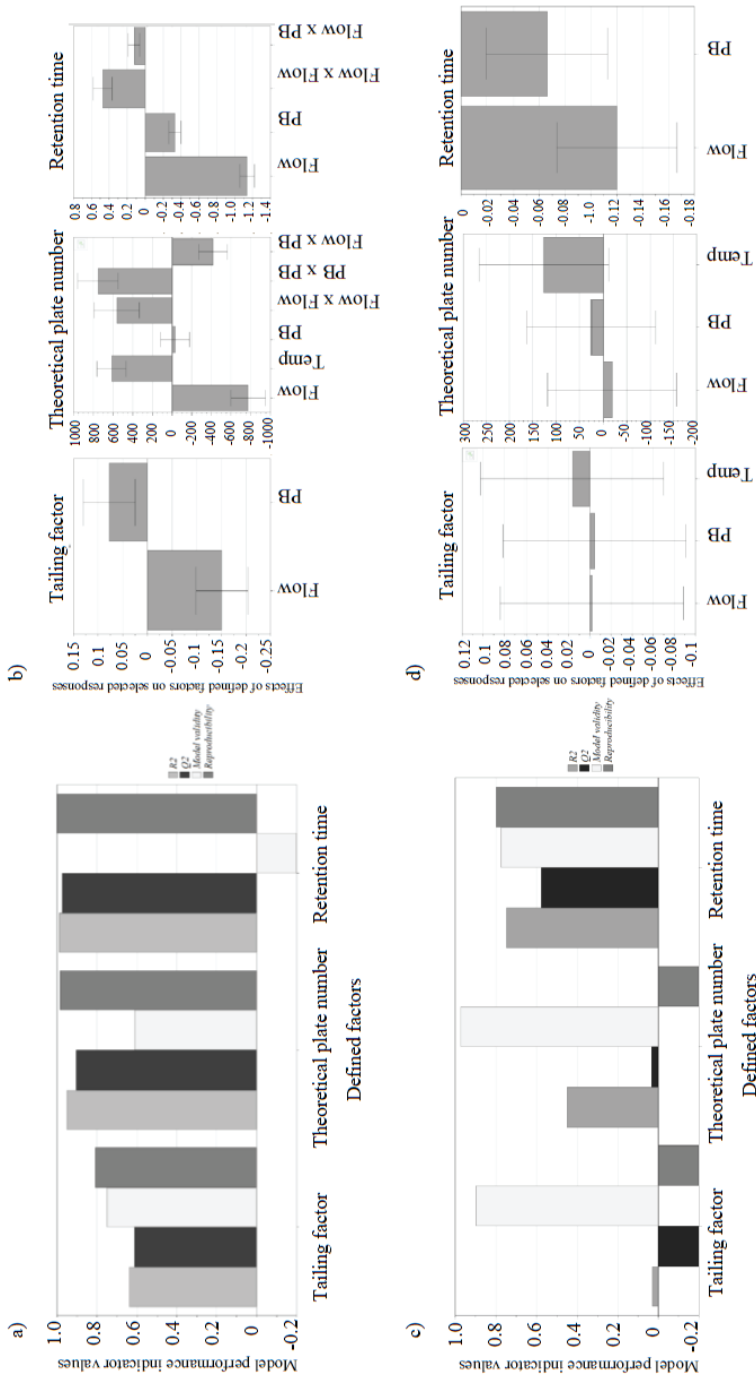 a)
Model performance indicator values
1.0
0.8
0.6
0.4
0.2
0
-0.2
Tailing factor
Theoretical plate number
Retention time
Defined factors
R2
Q2
Model validity
Reproducibility
b)
Effects of defined factors on selected responses
Tailing factor
0.15
0.1
0.05
0
-0.05
-0.1
-0.15
-0.2
-0.25
Flow
PB
Theoretical plate number
1000
800
600
400
200
0
-200
-400
-600
-800
-1000
Flow
Temp
PB
Flow x Flow
PB x PB
Flow x PB
Retention time
0.8
0.6
0.4
0.2
0
-0.2
-0.4
-0.6
-0.8
-1.0
-1.2
-1.4
Flow
PB
Flow x Flow
Flow x PB
c)
Model performance indicator values
1.0
0.8
0.6
0.4
0.2
0
-0.2
Tailing factor
Theoretical plate number
Retention time
Defined factors
R2
Q2
Model validity
Reproducibility
d)
Effects of defined factors on selected responses
Tailing factor
0.12
0.1
0.08
0.06
0.04
0.02
0
-0.02
-0.04
-0.06
-0.08
-0.1
Flow
PB
Temp
Theoretical plate number
300
250
200
150
100
50
0
-50
-100
-150
-200
Flow
PB
Temp
Retention time
0
-0.02
-0.04
-0.06
-0.08
-0.1
-0.12
-0.14
-0.16
-0.18
Flow
PB